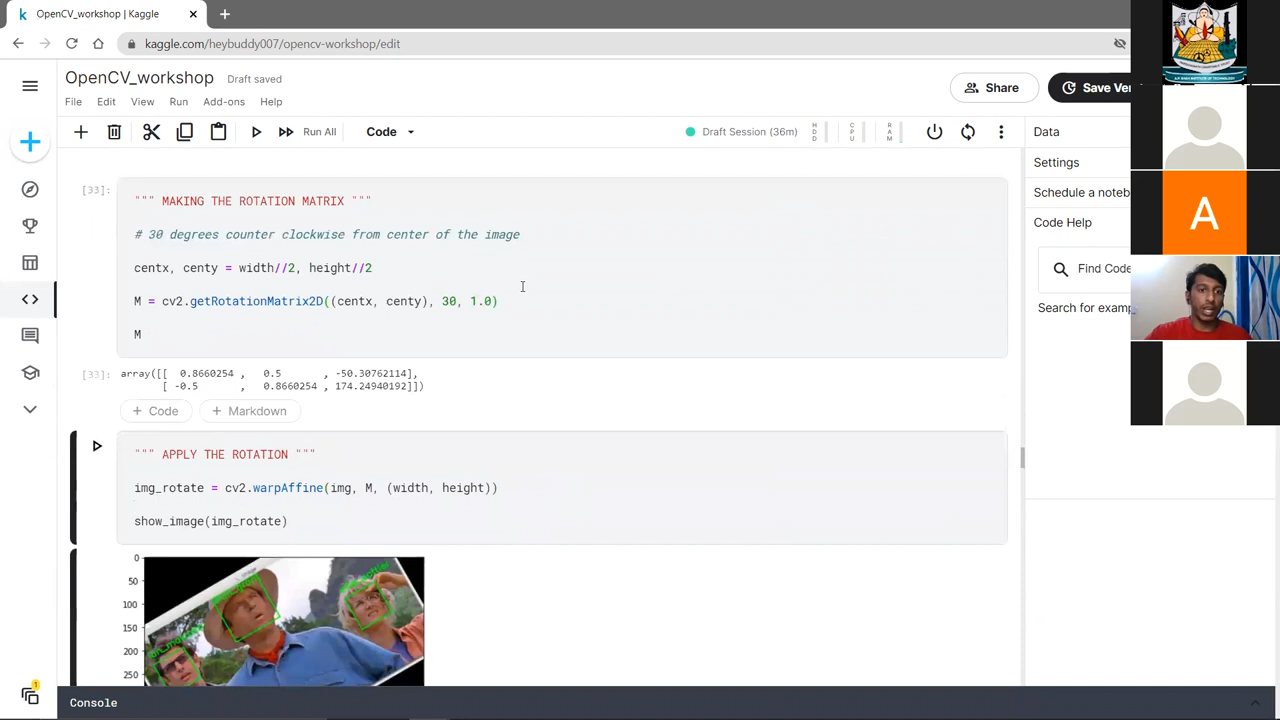 OpenCV_workshop | Kaggle
kaggle.com/heybuddy007/opencv-workshop/edit
OpenCV_workshop
Draft saved
File Edit View Run Add-ons Help
Share
Save Ver
Run All
Code
Draft Session (36m)
HDD
CPU
RAM
Data
Settings
Schedule a noteb
Code Help
Find Code
Search for examp
A
[33]:
""" MAKING THE ROTATION MATRIX """
# 30 degrees counter clockwise from center of the image
centx, centy = width//2, height//2
M = cv2.getRotationMatrix2D((centx, centy), 30, 1.0)
M
[33]:
array([[ 0.8660254 , 0.5 , -50.30762114],
[ -0.5 , 0.8660254 , 174.24940192]])
+ Code
+ Markdown
""" APPLY THE ROTATION """
img_rotate = cv2.warpAffine(img, M, (width, height))
show_image(img_rotate)
0
50
100
150
200
250
1
Console